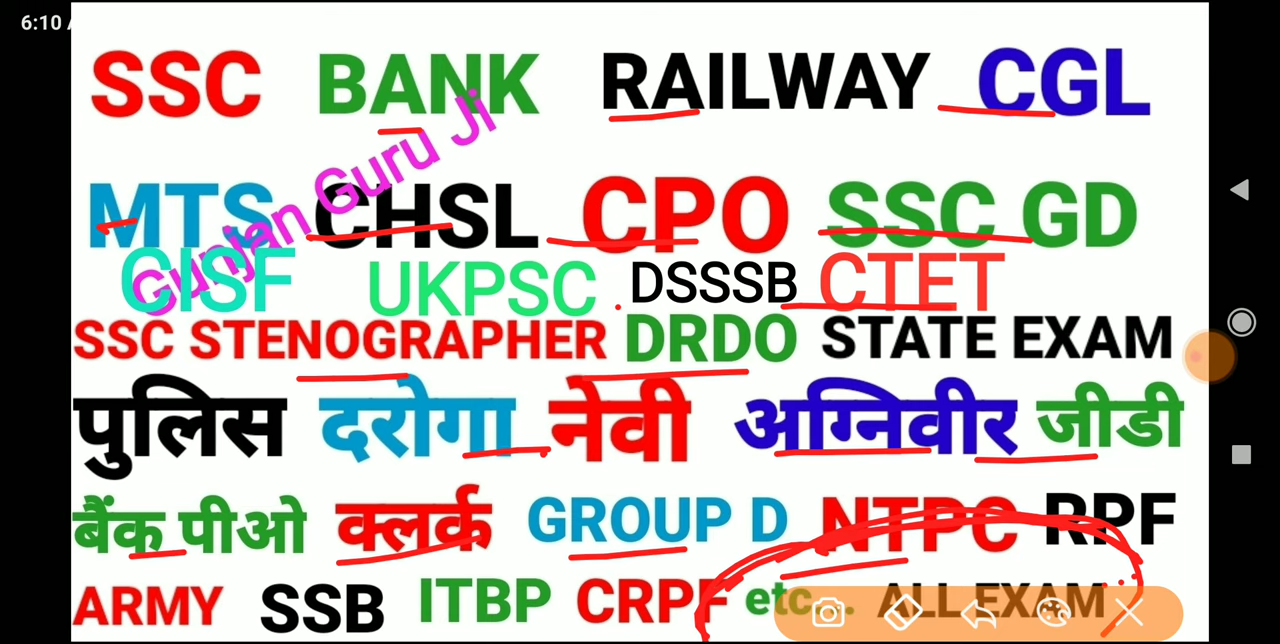 6:10
SSC BANK RAILWAY CGL
Gunjan Guru Ji
MTS CHSL CPO SSC GD
CISF UKPSC DSSSB CTET
SSC STENOGRAPHER DRDO STATE EXAM
पुलिस दरोगा नेवी अग्निवीर जीडी
बैंक पीओ क्लर्क GROUP D NTPC RPF
ARMY SSB ITBP CRPF etc... ALL EXAM